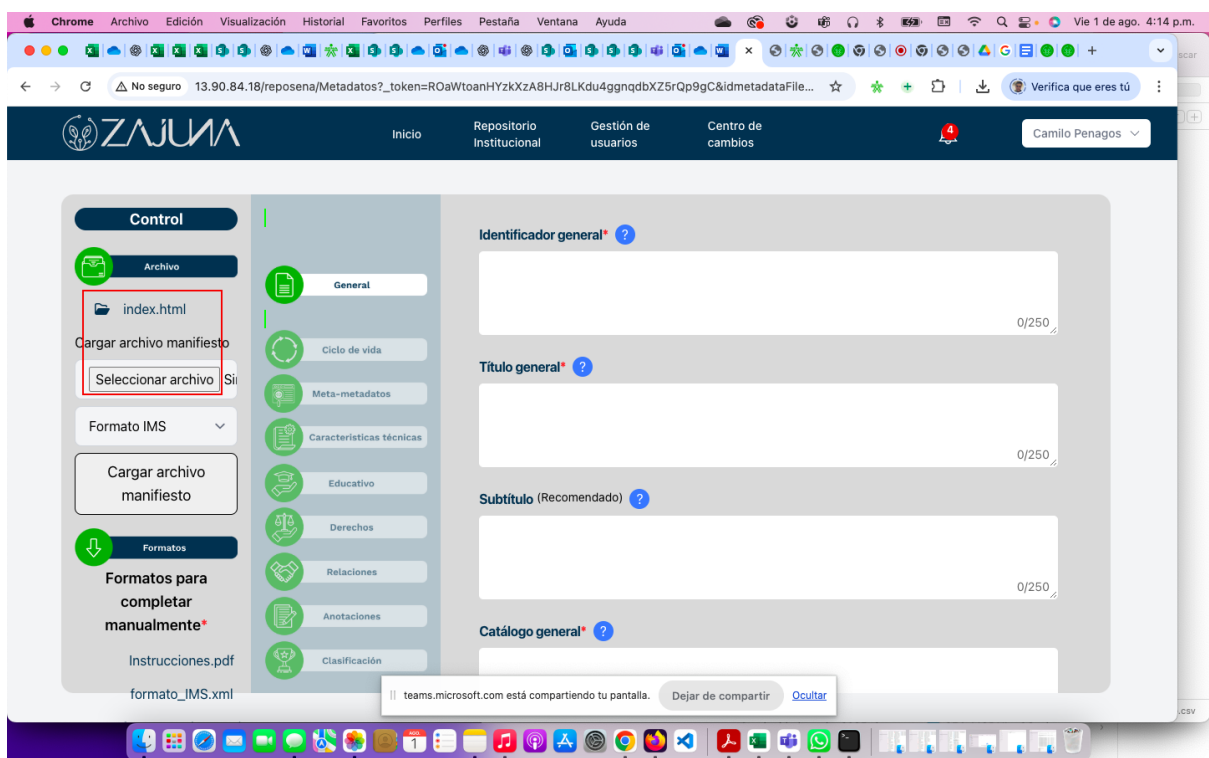 Chrome Archivo Edición Visualización Historial Favoritos Perfiles Pestaña Ventana Ayuda Vie 1 de ago. 4:14 p.m.
No seguro 13.90.84.18/reposena/Metadatos?_token=ROaWtoanHYzkXzA8HJr8LKdu4ggnqdbXZ5rQp9gC&idmetadataFile... Verifica que eres tú
ZAJUNA
Inicio
Repositorio
Institucional
Gestión de
usuarios
Centro de
cambios
4
Camilo Penagos
Control
Archivo
index.html
Cargar archivo manifiesto
Seleccionar archivo Sin
Formato IMS
Cargar archivo
manifiesto
Formatos
Formatos para
completar
manualmente*
Instrucciones.pdf
formato_IMS.xml
General
Ciclo de vida
Meta-metadatos
Caracteristicas técnicas
Educativo
Derechos
Relaciones
Anotaciones
Clasificación
Identificador general* ?
0/250
Título general* ?
0/250
Subtítulo (Recomendado) ?
0/250
Catálogo general* ?
teams.microsoft.com está compartiendo tu pantalla. Dejar de compartir Ocultar
.csv